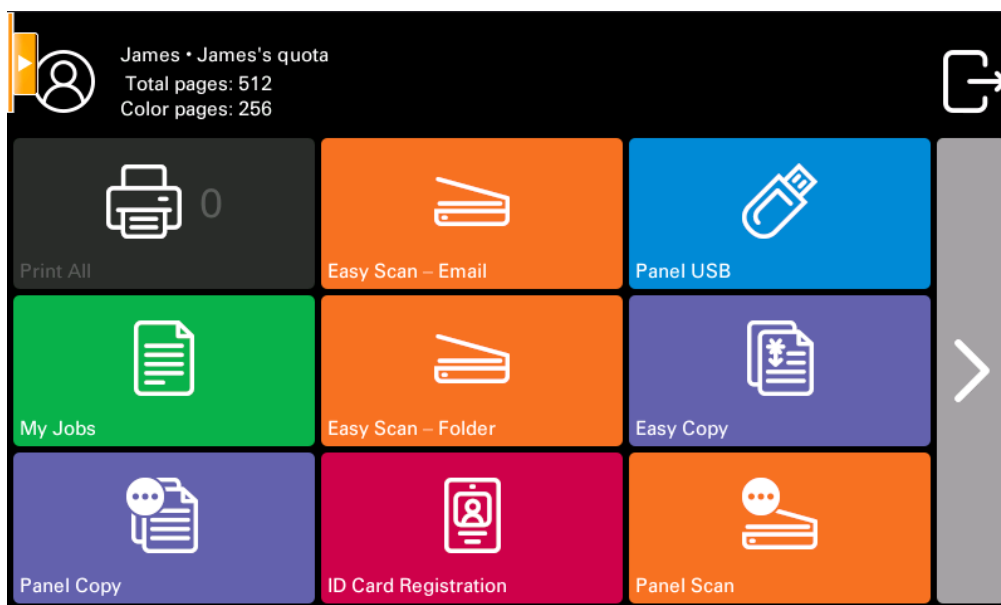 James • James's quota
Total pages: 512
Color pages: 256
0
Print All
Easy Scan – Email
Panel USB
My Jobs
Easy Scan – Folder
Easy Copy
Panel Copy
ID Card Registration
Panel Scan